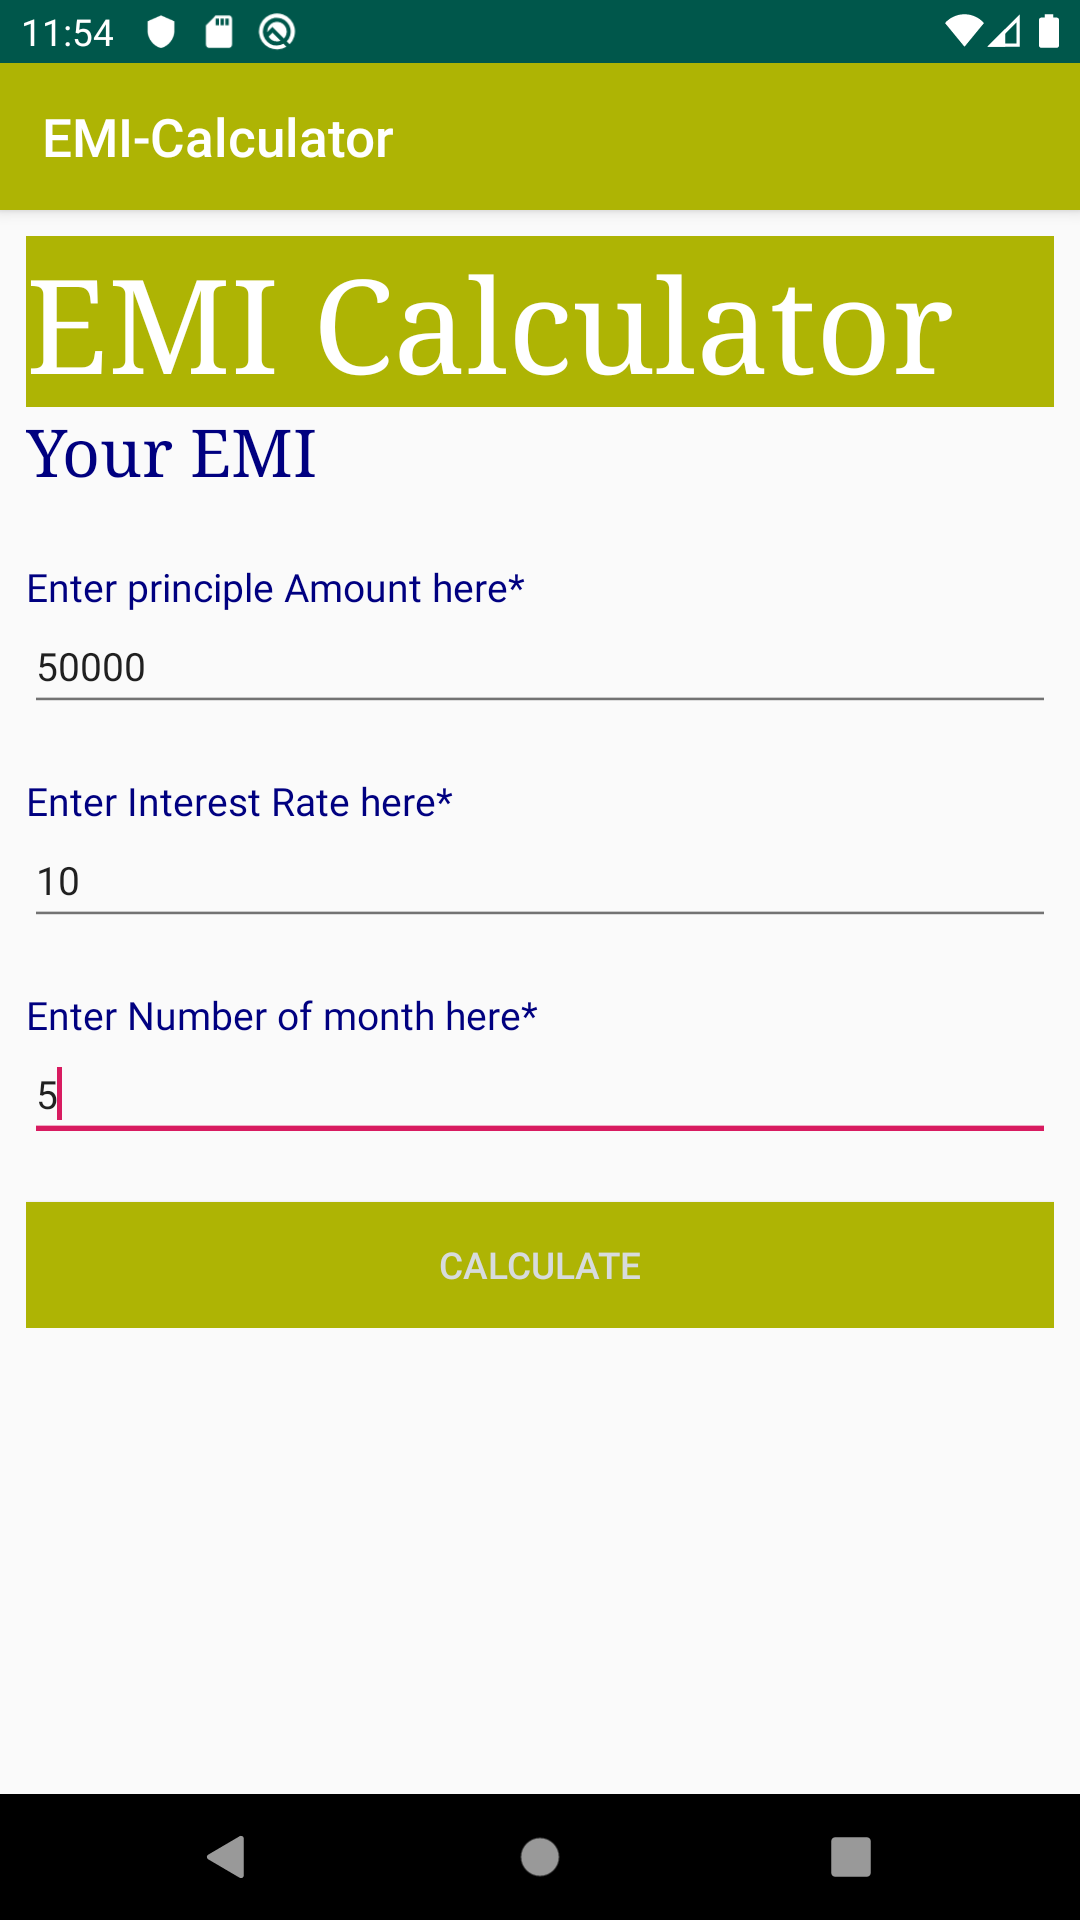 11:54
EMI-Calculator
EMI Calculator
Your EMI
Enter principle Amount here*
50000
Enter Interest Rate here*
10
Enter Number of month here*
5
CALCULATE